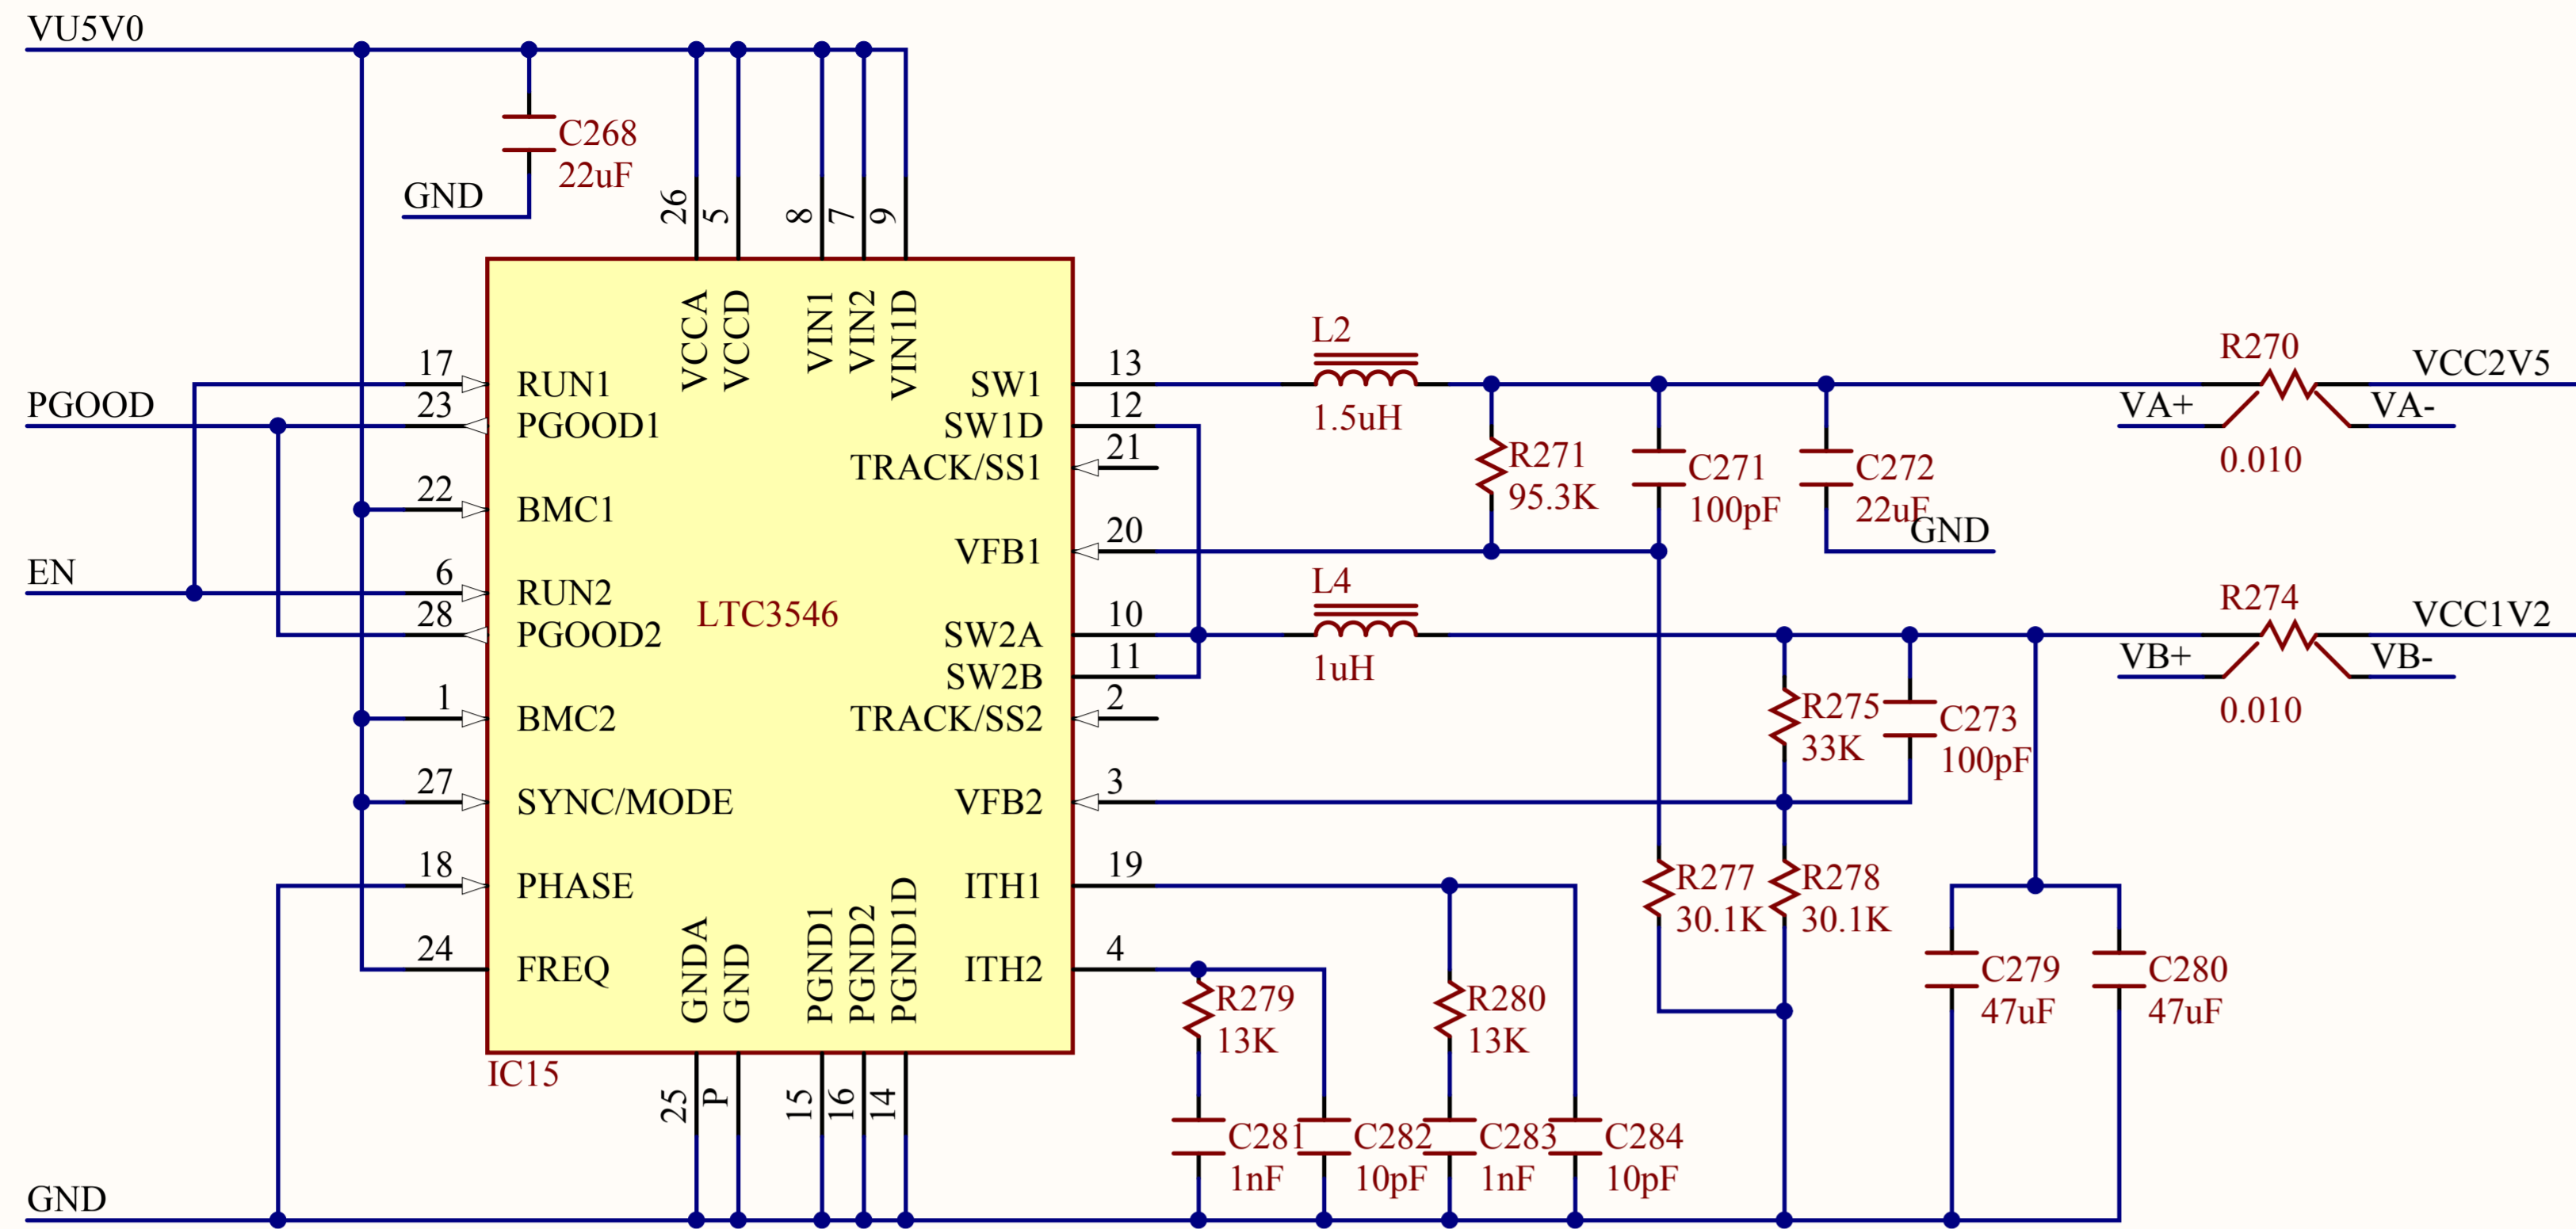 VU5V0
C268
22uF
GND
26
5
8
7
9
VCCA
VCCD
VIN1
VIN2
VIN1D
17
RUN1
PGOOD
23
PGOOD1
22
BMC1
EN
6
RUN2
28
PGOOD2
1
BMC2
27
SYNC/MODE
18
PHASE
24
FREQ
LTC3546
SW1
13
SW1D
12
TRACK/SS1
21
VFB1
20
SW2A
10
SW2B
11
TRACK/SS2
2
VFB2
3
ITH1
19
ITH2
4
GNDA
GND
PGND1
PGND2
PGND1D
IC15
25
P
15
16
14
GND
L2
1.5uH
R271
95.3K
C271
100pF
C272
22uF
GND
R270
VCC2V5
VA+
VA-
0.010
L4
1uH
R274
VCC1V2
VB+
VB-
0.010
R275
33K
C273
100pF
R277
30.1K
R278
30.1K
C279
47uF
C280
47uF
R279
13K
R280
13K
C281
1nF
C282
10pF
C283
1nF
C284
10pF